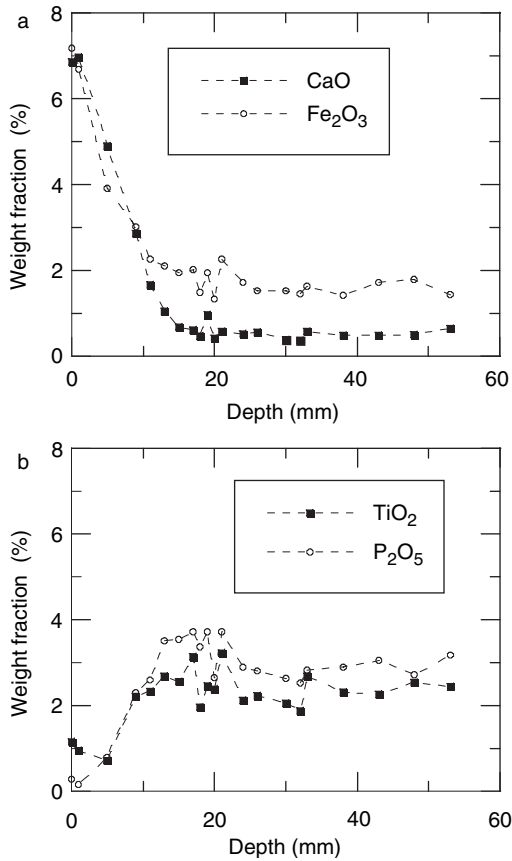 a
8
6
4
2
0
Weight fraction (%)
CaO
Fe₂O₃
0 20 40 60
Depth (mm)
b
8
6
4
2
0
Weight fraction (%)
TiO₂
P₂O₅
0 20 40 60
Depth (mm)